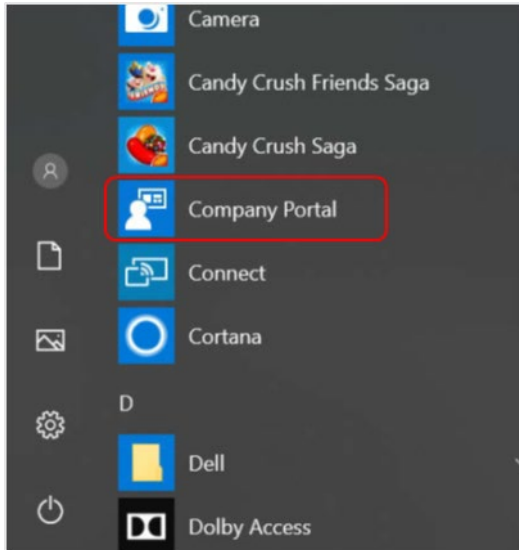 Camera
Candy Crush Friends Saga
Candy Crush Saga
Company Portal
Connect
Cortana
D
Dell
Dolby Access